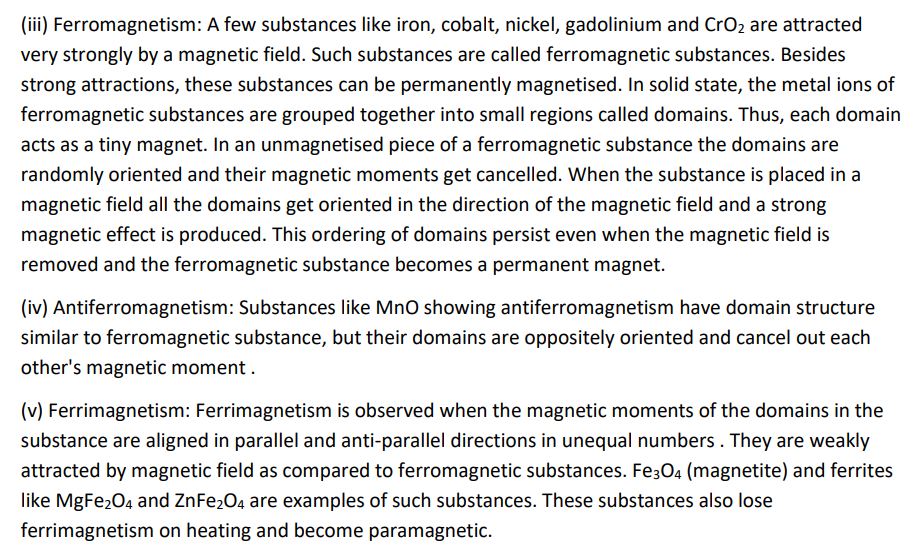 (iii) Ferromagnetism: A few substances like iron, cobalt, nickel, gadolinium and CrO₂ are attracted
very strongly by a magnetic field. Such substances are called ferromagnetic substances. Besides
strong attractions, these substances can be permanently magnetised. In solid state, the metal ions of
ferromagnetic substances are grouped together into small regions called domains. Thus, each domain
acts as a tiny magnet. In an unmagnetised piece of a ferromagnetic substance the domains are
randomly oriented and their magnetic moments get cancelled. When the substance is placed in a
magnetic field all the domains get oriented in the direction of the magnetic field and a strong
magnetic effect is produced. This ordering of domains persist even when the magnetic field is
removed and the ferromagnetic substance becomes a permanent magnet.
(iv) Antiferromagnetism: Substances like MnO showing antiferromagnetism have domain structure
similar to ferromagnetic substance, but their domains are oppositely oriented and cancel out each
other's magnetic moment .
(v) Ferrimagnetism: Ferrimagnetism is observed when the magnetic moments of the domains in the
substance are aligned in parallel and anti-parallel directions in unequal numbers . They are weakly
attracted by magnetic field as compared to ferromagnetic substances. Fe₃O₄ (magnetite) and ferrites
like MgFe₂O₄ and ZnFe₂O₄ are examples of such substances. These substances also lose
ferrimagnetism on heating and become paramagnetic.